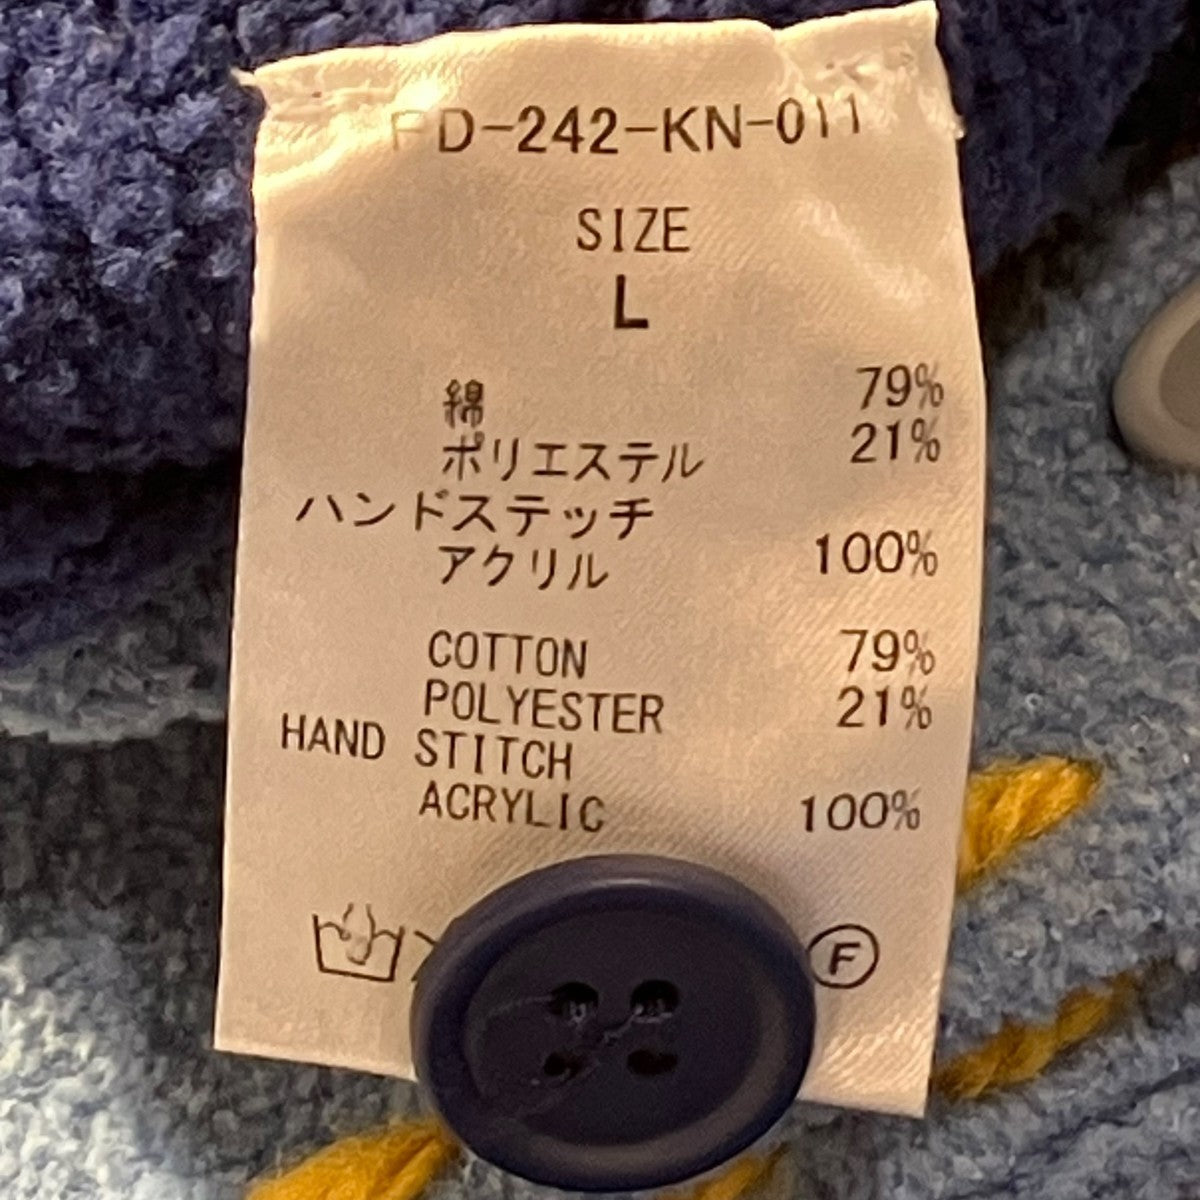 FD-242-KN-011
SIZE
L
綿 79%
ポリエステル 21%
ハンドステッチ
アクリル 100%
COTTON 79%
POLYESTER 21%
HAND STITCH
ACRYLIC 100%
F